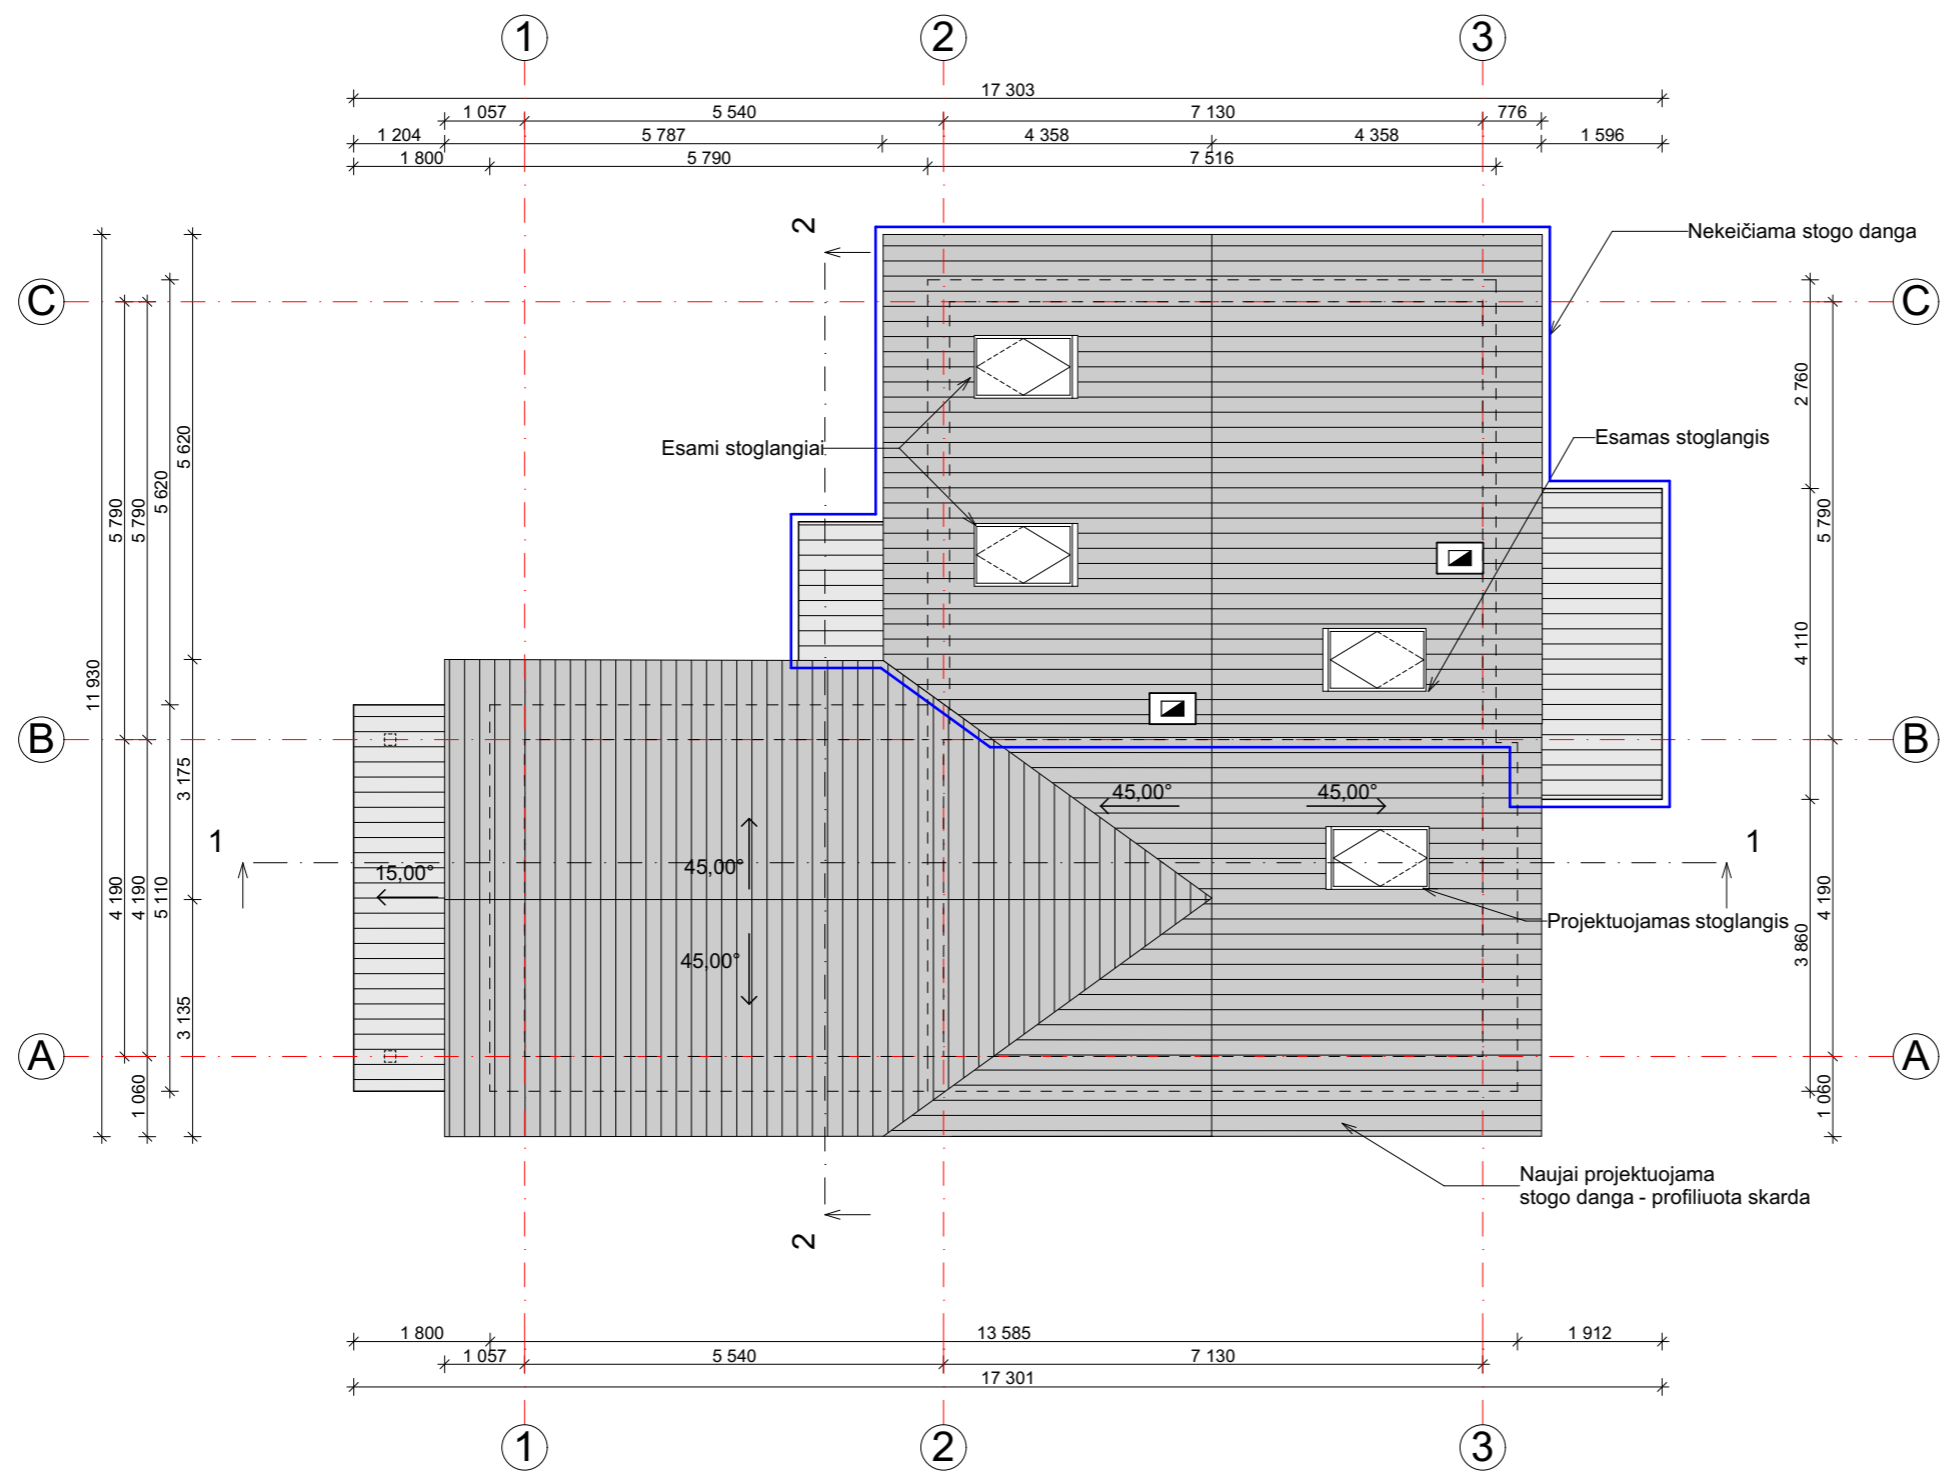 1 2 3
17 303
1 057 5 540 7 130 776
1 204 5 787 4 358 4 358 1 596
1 800 5 790 7 516
2
Nekeičiama stogo danga
C C
2 760
Esamas stoglangis
Esami stoglangiai
5 620
5 620
5 790
5 790
5 790
4 110
11 930
B B
3 175
45,00° 45,00°
1 1
45,00°
15,00°
4 190
4 190
5 110
4 190
Projektuojamas stoglangis
3 860
45,00°
3 135
A A
1 060
1 060
Naujai projektuojama
stogo danga - profiliuota skarda
2
1 800 13 585 1 912
1 057 5 540 7 130
17 301
1 2 3